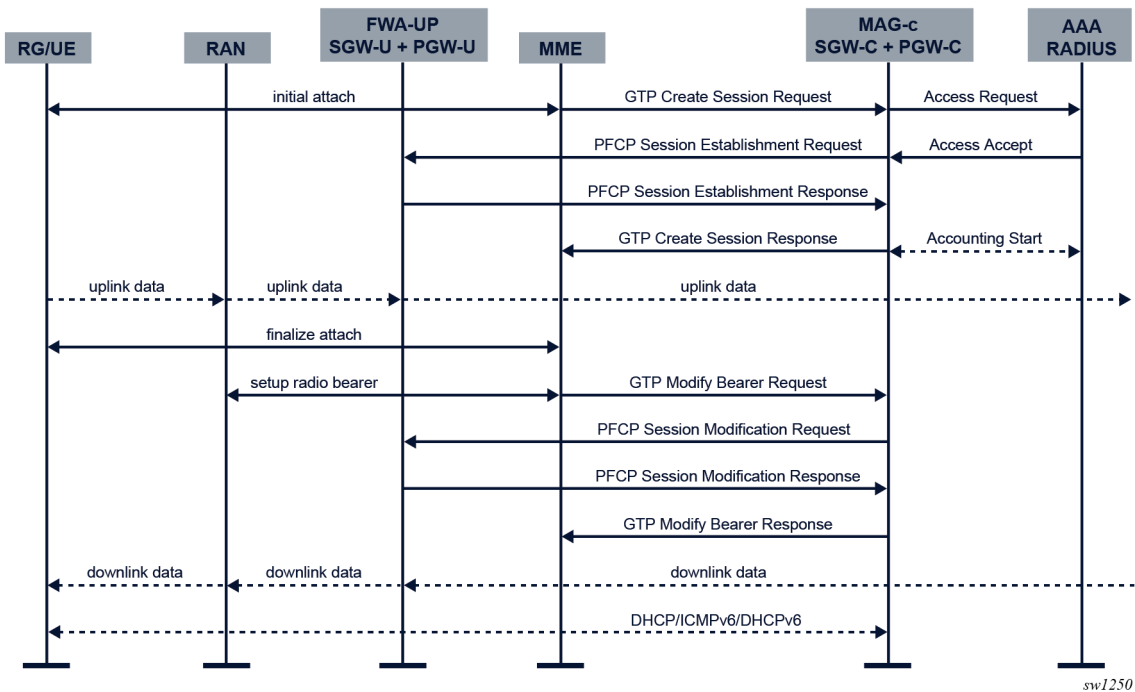 RG/UE
RAN
FWA-UP
SGW-U + PGW-U
MME
MAG-c
SGW-C + PGW-C
AAA
RADIUS
initial attach
GTP Create Session Request
Access Request
PFCP Session Establishment Request
Access Accept
PFCP Session Establishment Response
GTP Create Session Response
Accounting Start
uplink data
uplink data
uplink data
finalize attach
setup radio bearer
GTP Modify Bearer Request
PFCP Session Modification Request
PFCP Session Modification Response
GTP Modify Bearer Response
downlink data
downlink data
downlink data
DHCP/ICMPv6/DHCPv6
sw1250